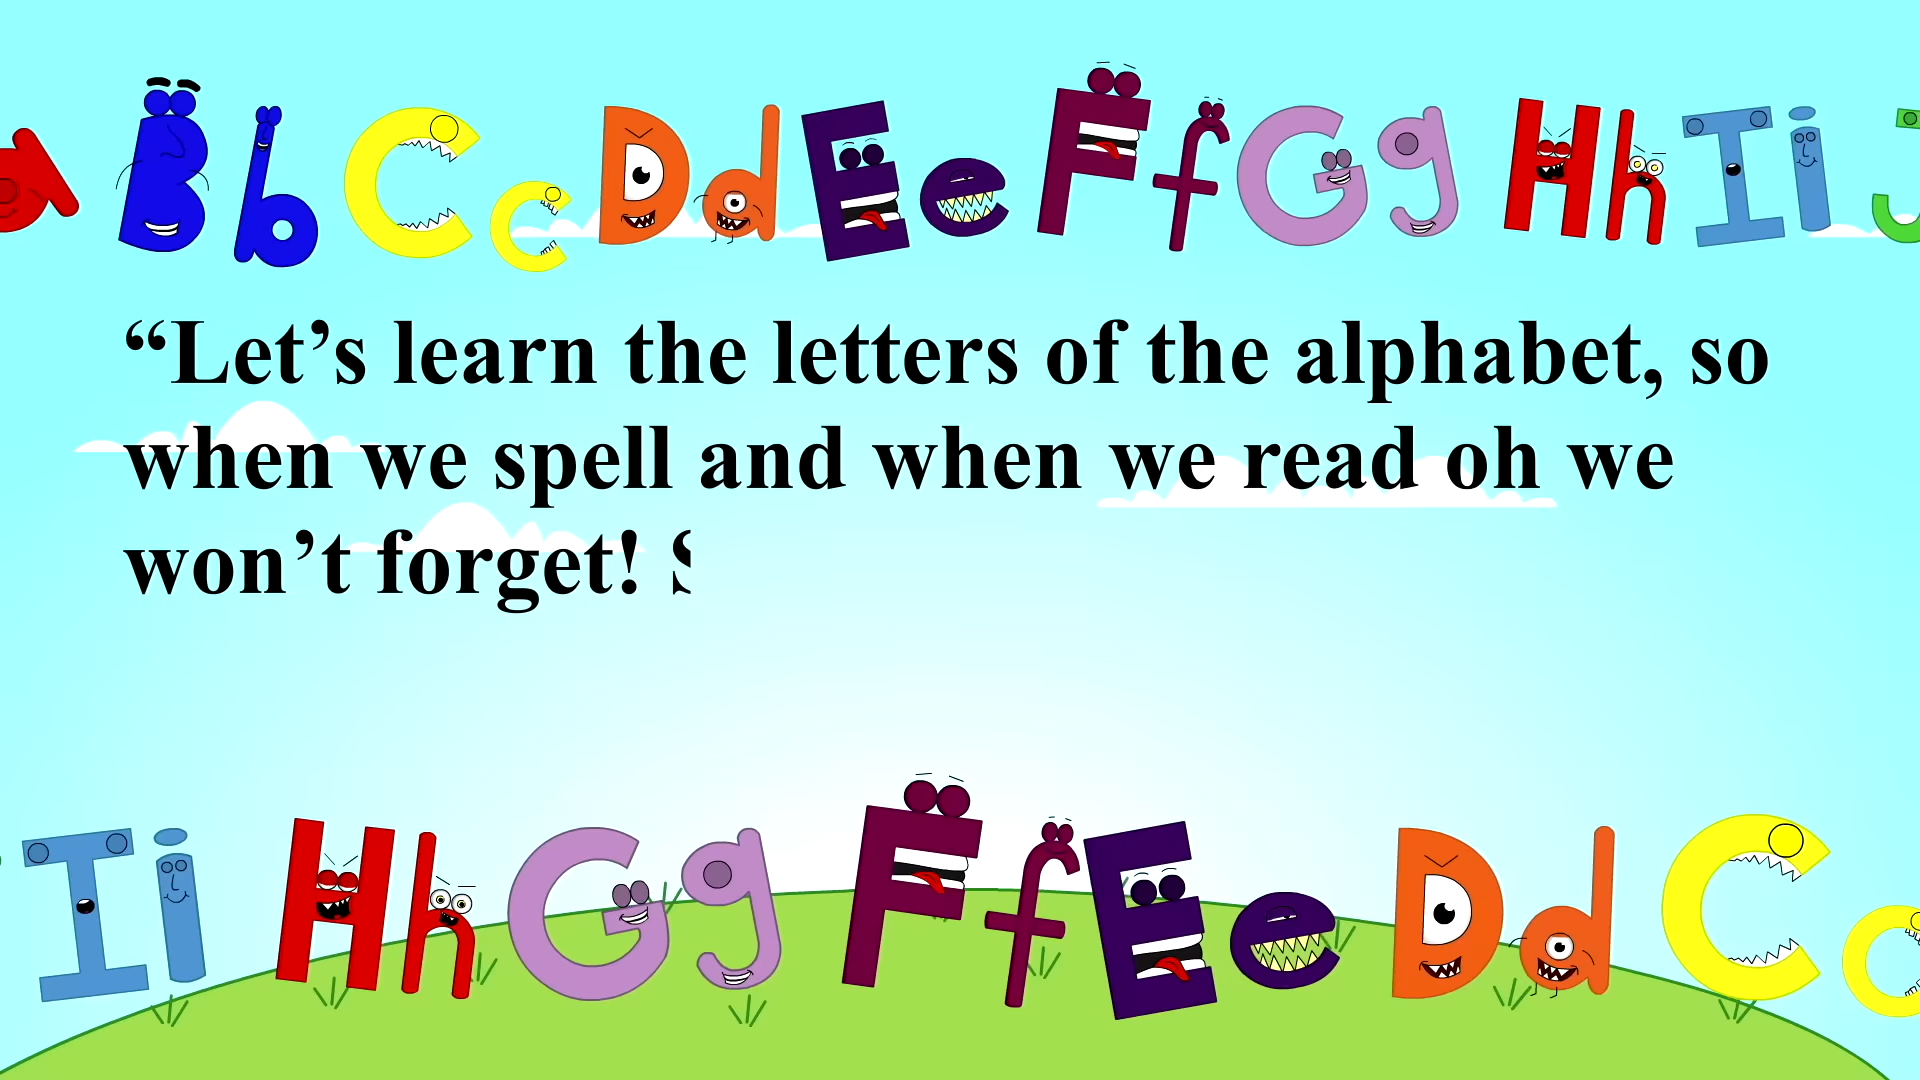 a B b C c D d E e F f G g H h I i J
“Let’s learn the letters of the alphabet, so
when we spell and when we read oh we
won’t forget! S
I i H h G g F f E e D d C c